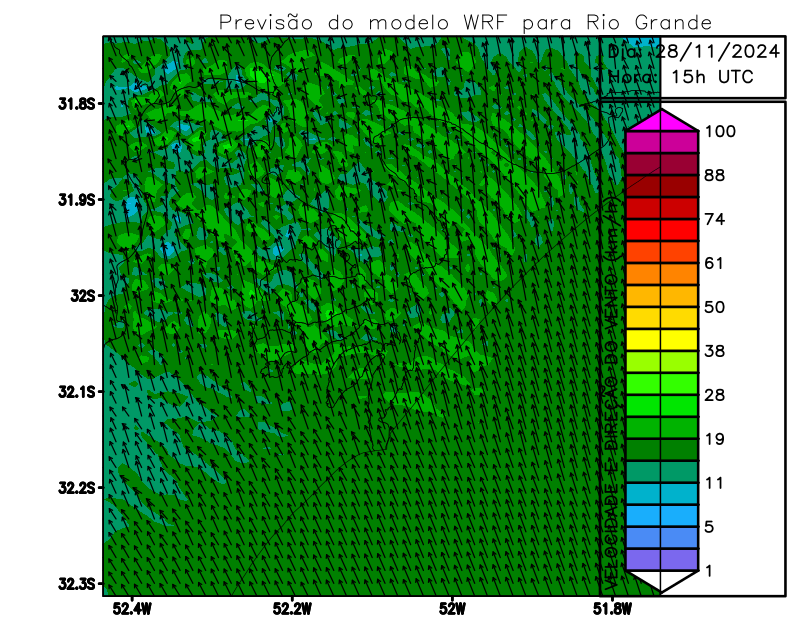 Previsão do modelo WRF para Rio Grande
Dia: 28/11/2024
Hora: 15h UTC
31.8S
31.9S
32S
32.1S
32.2S
32.3S
52.4W
52.2W
52W
51.8W
VELOCIDADE E DIREÇÃO DO VENTO (km/h)
100
88
74
61
50
38
28
19
11
5
1